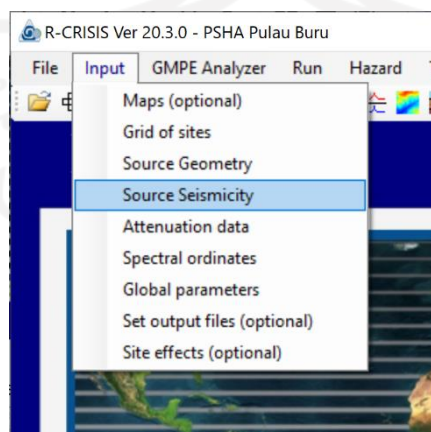 R-CRISIS Ver 20.3.0 - PSHA Pulau Buru
File Input GMPE Analyzer Run Hazard
Maps (optional)
Grid of sites
Source Geometry
Source Seismicity
Attenuation data
Spectral ordinates
Global parameters
Set output files (optional)
Site effects (optional)